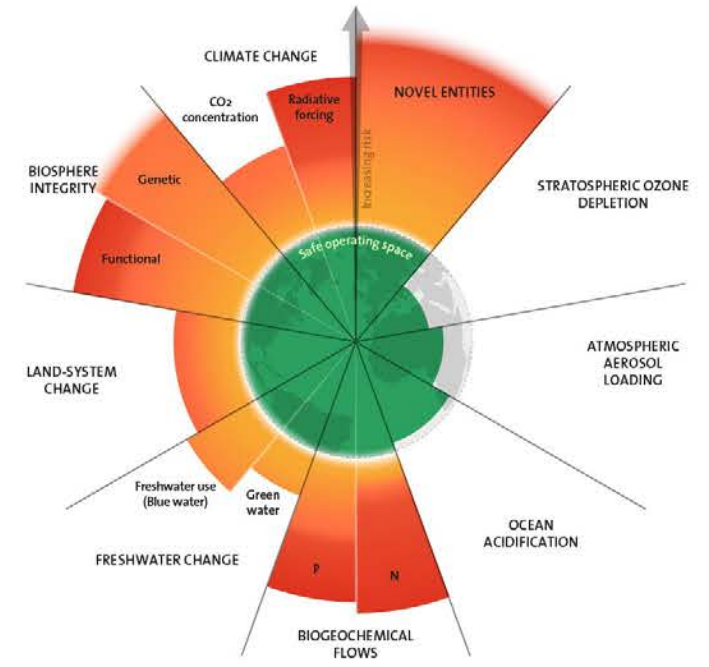 CLIMATE CHANGE
CO2
concentration
Radiative
forcing
NOVEL ENTITIES
Increasing risk
BIOSPHERE
INTEGRITY
Genetic
STRATOSPHERIC OZONE
DEPLETION
Functional
Safe operating space
LAND-SYSTEM
CHANGE
ATMOSPHERIC
AEROSOL
LOADING
Freshwater use
(Blue water)
Green
water
FRESHWATER CHANGE
OCEAN
ACIDIFICATION
P
N
BIOGEOCHEMICAL
FLOWS